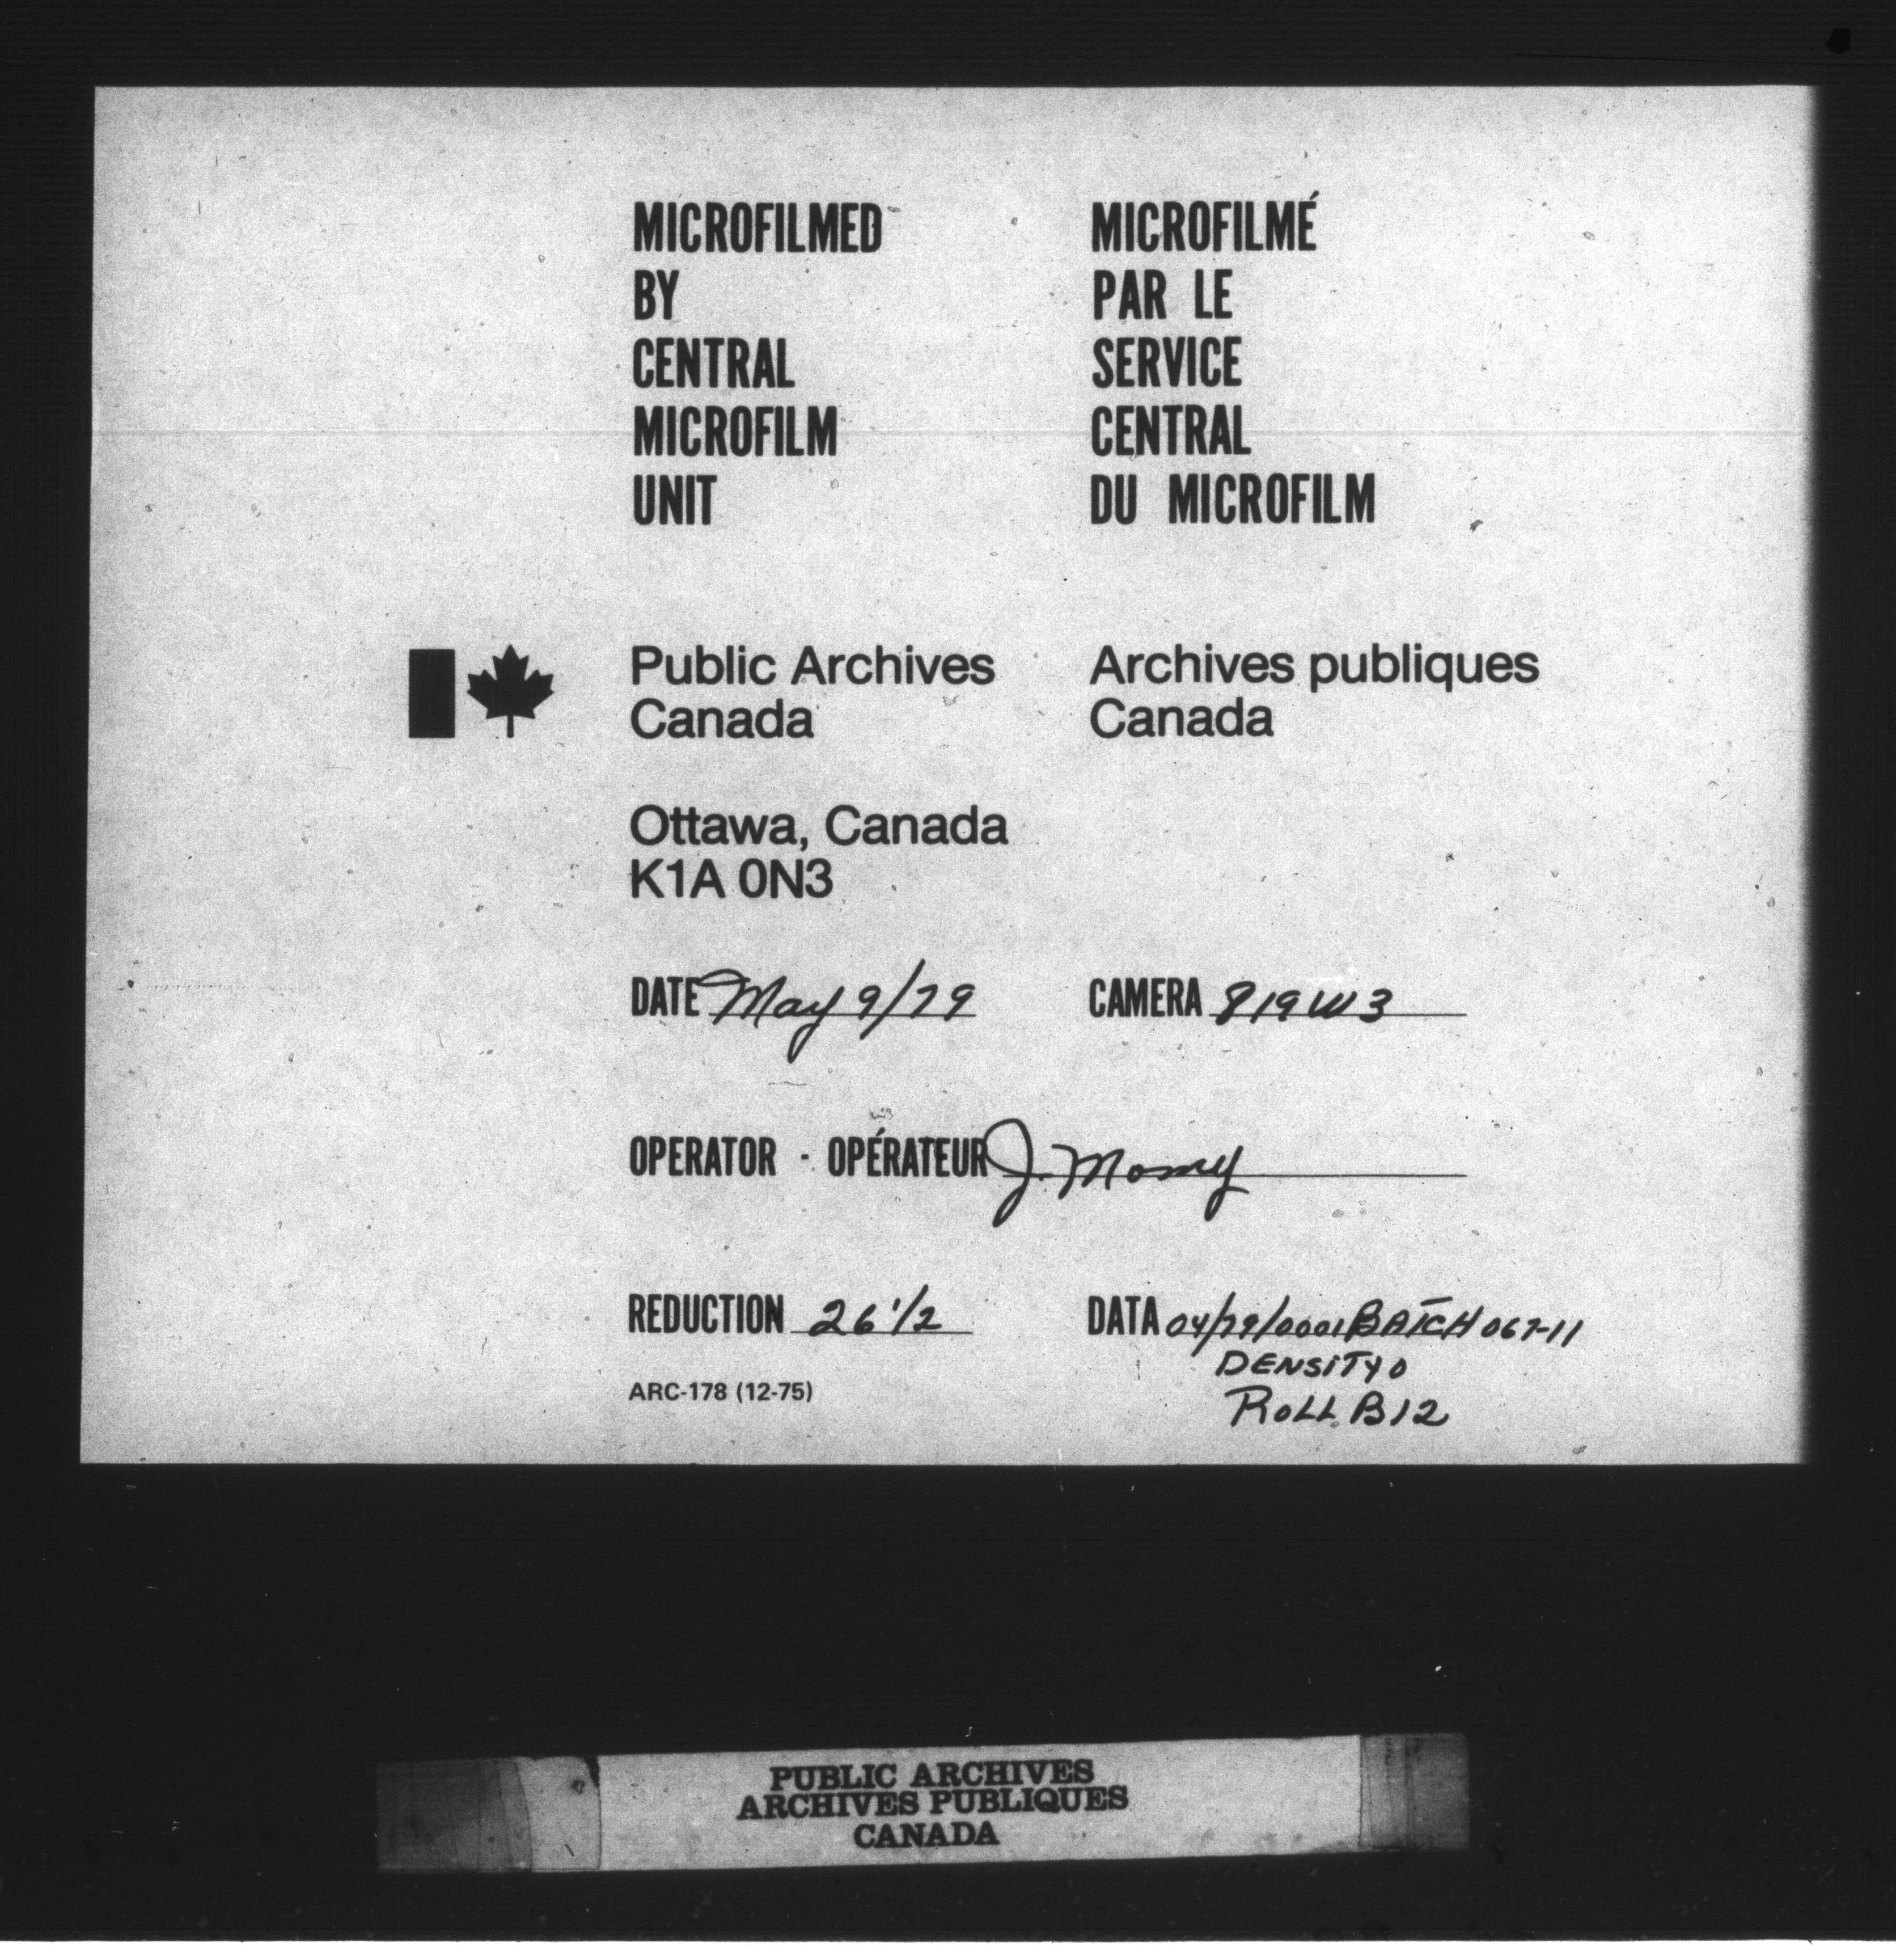 MICROFILMED
BY
CENTRAL
MICROFILM
UNIT
MICROFILMÉ
PAR LE
SERVICE
CENTRAL
DU MICROFILM
Public Archives
Canada
Archives publiques
Canada
Ottawa, Canada
K1A 0N3
DATE May 9/79
CAMERA 819W3
OPERATOR - OPÉRATEUR J. Momy
REDUCTION 26 1/2
DATA 04/79/0001 BATCH 067-11
DENSITY 0
ROLL B12
ARC-178 (12-75)
PUBLIC ARCHIVES
ARCHIVES PUBLIQUES
CANADA